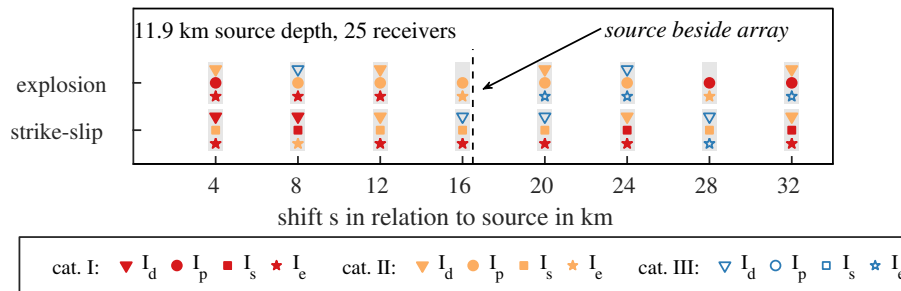 11.9 km source depth, 25 receivers
source beside array
explosion
strike-slip
4 8 12 16 20 24 28 32
shift s in relation to source in km
cat. I: I_d I_p I_s I_e cat. II: I_d I_p I_s I_e cat. III: I_d I_p I_s I_e